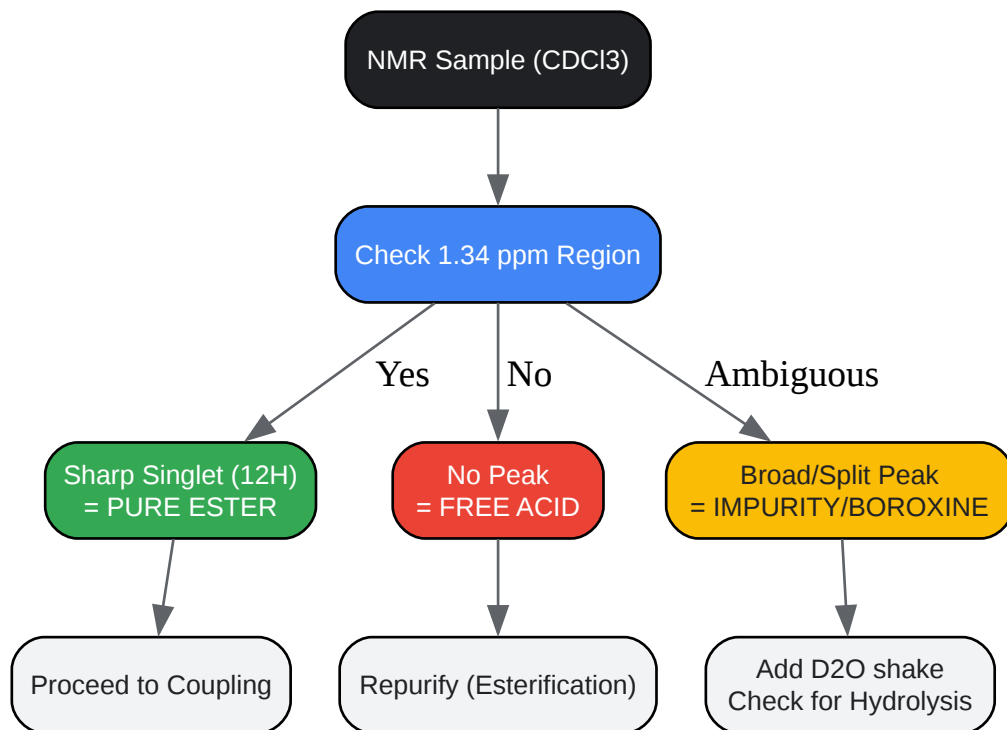 NMR Sample (CDCl3)
Check 1.34 ppm Region
Yes
No
Ambiguous
Sharp Singlet (12H)
= PURE ESTER
No Peak
= FREE ACID
Broad/Split Peak
= IMPURITY/BOROXINE
Proceed to Coupling
Repurify (Esterification)
Add D2O shake
Check for Hydrolysis